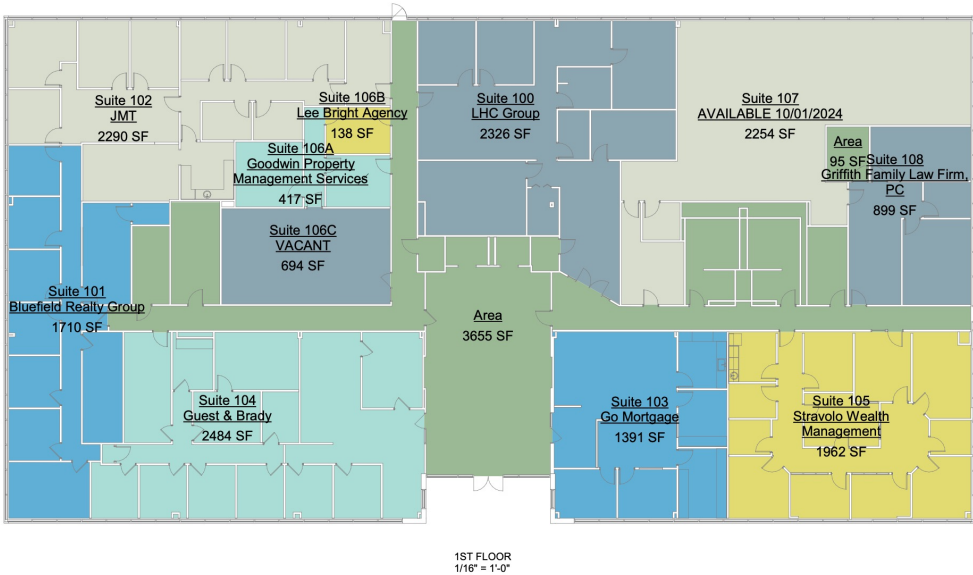 Suite 102
JMT
2290 SF
Suite 106B
Lee Bright Agency
138 SF
Suite 106A
Goodwin Property
Management Services
417 SF
Suite 100
LHC Group
2326 SF
Suite 107
AVAILABLE 10/01/2024
2254 SF
Area
95 SF
Suite 108
Griffith Family Law Firm,
PC
899 SF
Suite 106C
VACANT
694 SF
Suite 101
Bluefield Realty Group
1710 SF
Area
3655 SF
Suite 104
Guest & Brady
2484 SF
Suite 103
Go Mortgage
1391 SF
Suite 105
Stravolo Wealth
Management
1962 SF
1ST FLOOR
1/16" = 1'-0"